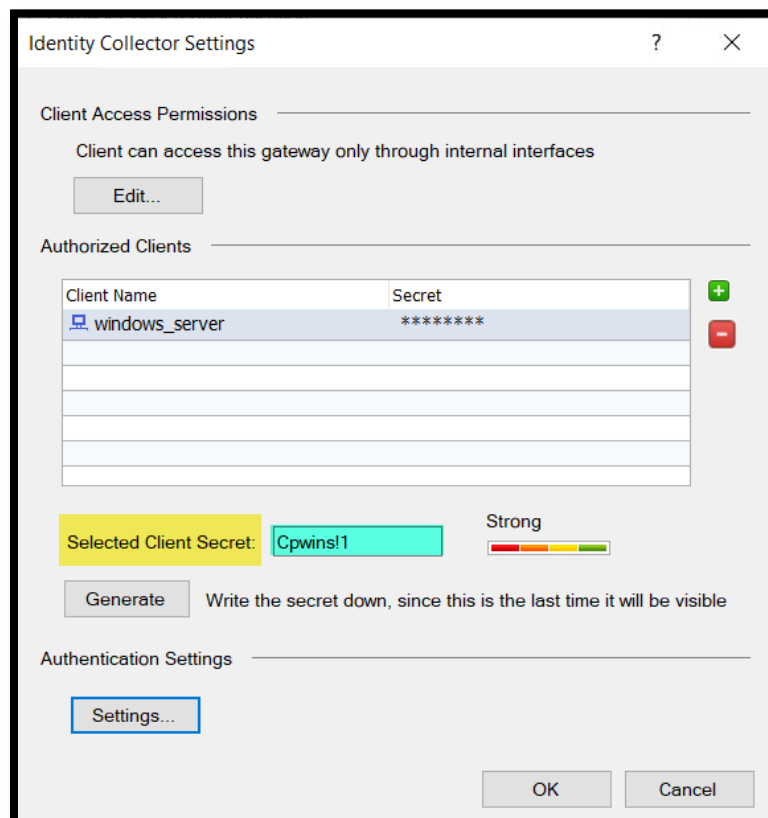 Identity Collector Settings ?
Client Access Permissions
Client can access this gateway only through internal interfaces
Edit...
Authorized Clients
Client Name Secret
windows_server ********
Strong
Selected Client Secret: Cpwins!1
Generate Write the secret down, since this is the last time it will be visible
Authentication Settings
Settings...
OK Cancel